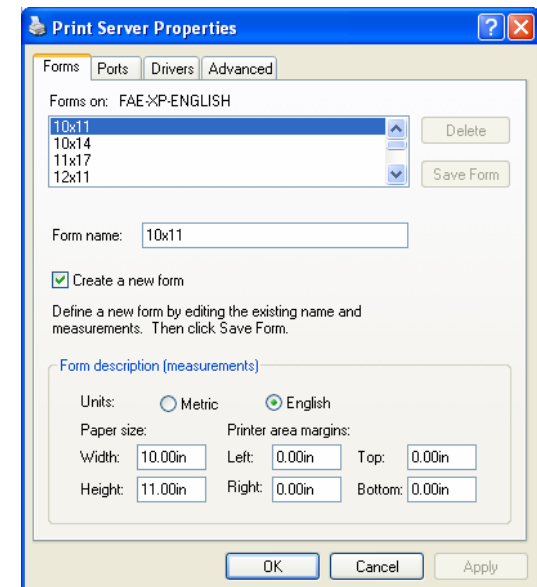 Print Server Properties
Forms Ports Drivers Advanced
Forms on: FAE-XP-ENGLISH
10x11
10x14
11x17
12x11
Delete
Save Form
Form name: 10x11
Create a new form
Define a new form by editing the existing name and
measurements. Then click Save Form.
Form description (measurements)
Units: Metric English
Paper size: Printer area margins:
Width: 10.00in Left: 0.00in Top: 0.00in
Height: 11.00in Right: 0.00in Bottom: 0.00in
OK Cancel Apply